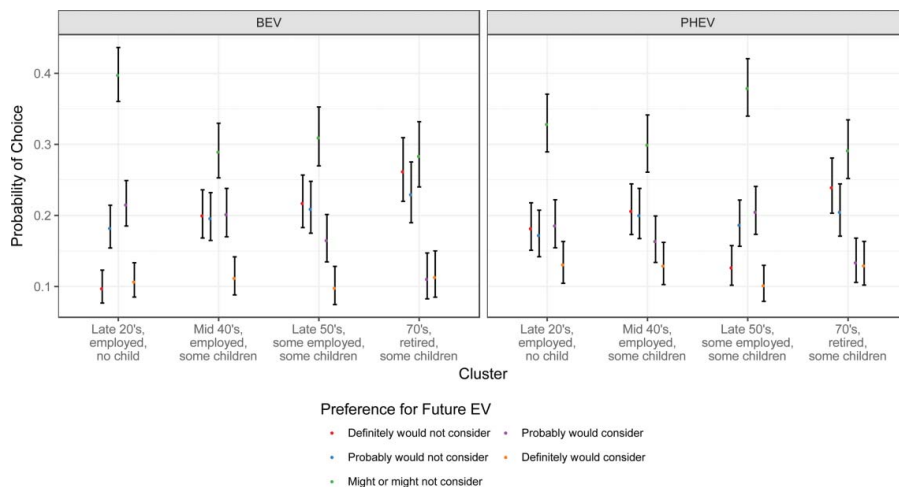 BEV
PHEV
Probability of Choice
0.4
0.3
0.2
0.1
Late 20's,
employed,
no child
Mid 40's,
employed,
some children
Late 50's,
some employed,
some children
70's,
retired,
some children
Late 20's,
employed,
no child
Mid 40's,
employed,
some children
Late 50's,
some employed,
some children
70's,
retired,
some children
Cluster
Preference for Future EV
Definitely would not consider
Probably would consider
Probably would not consider
Definitely would consider
Might or might not consider